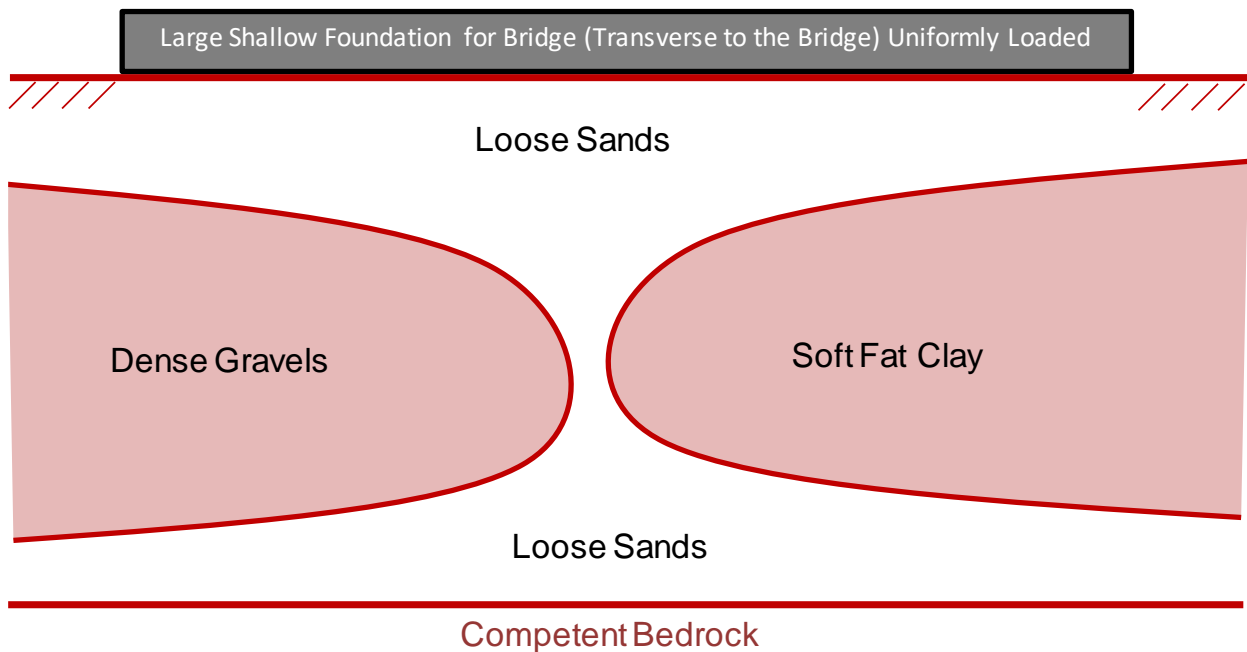 Large Shallow Foundation for Bridge (Transverse to the Bridge) Uniformly Loaded
Loose Sands
Dense Gravels
Soft Fat Clay
Loose Sands
Competent Bedrock